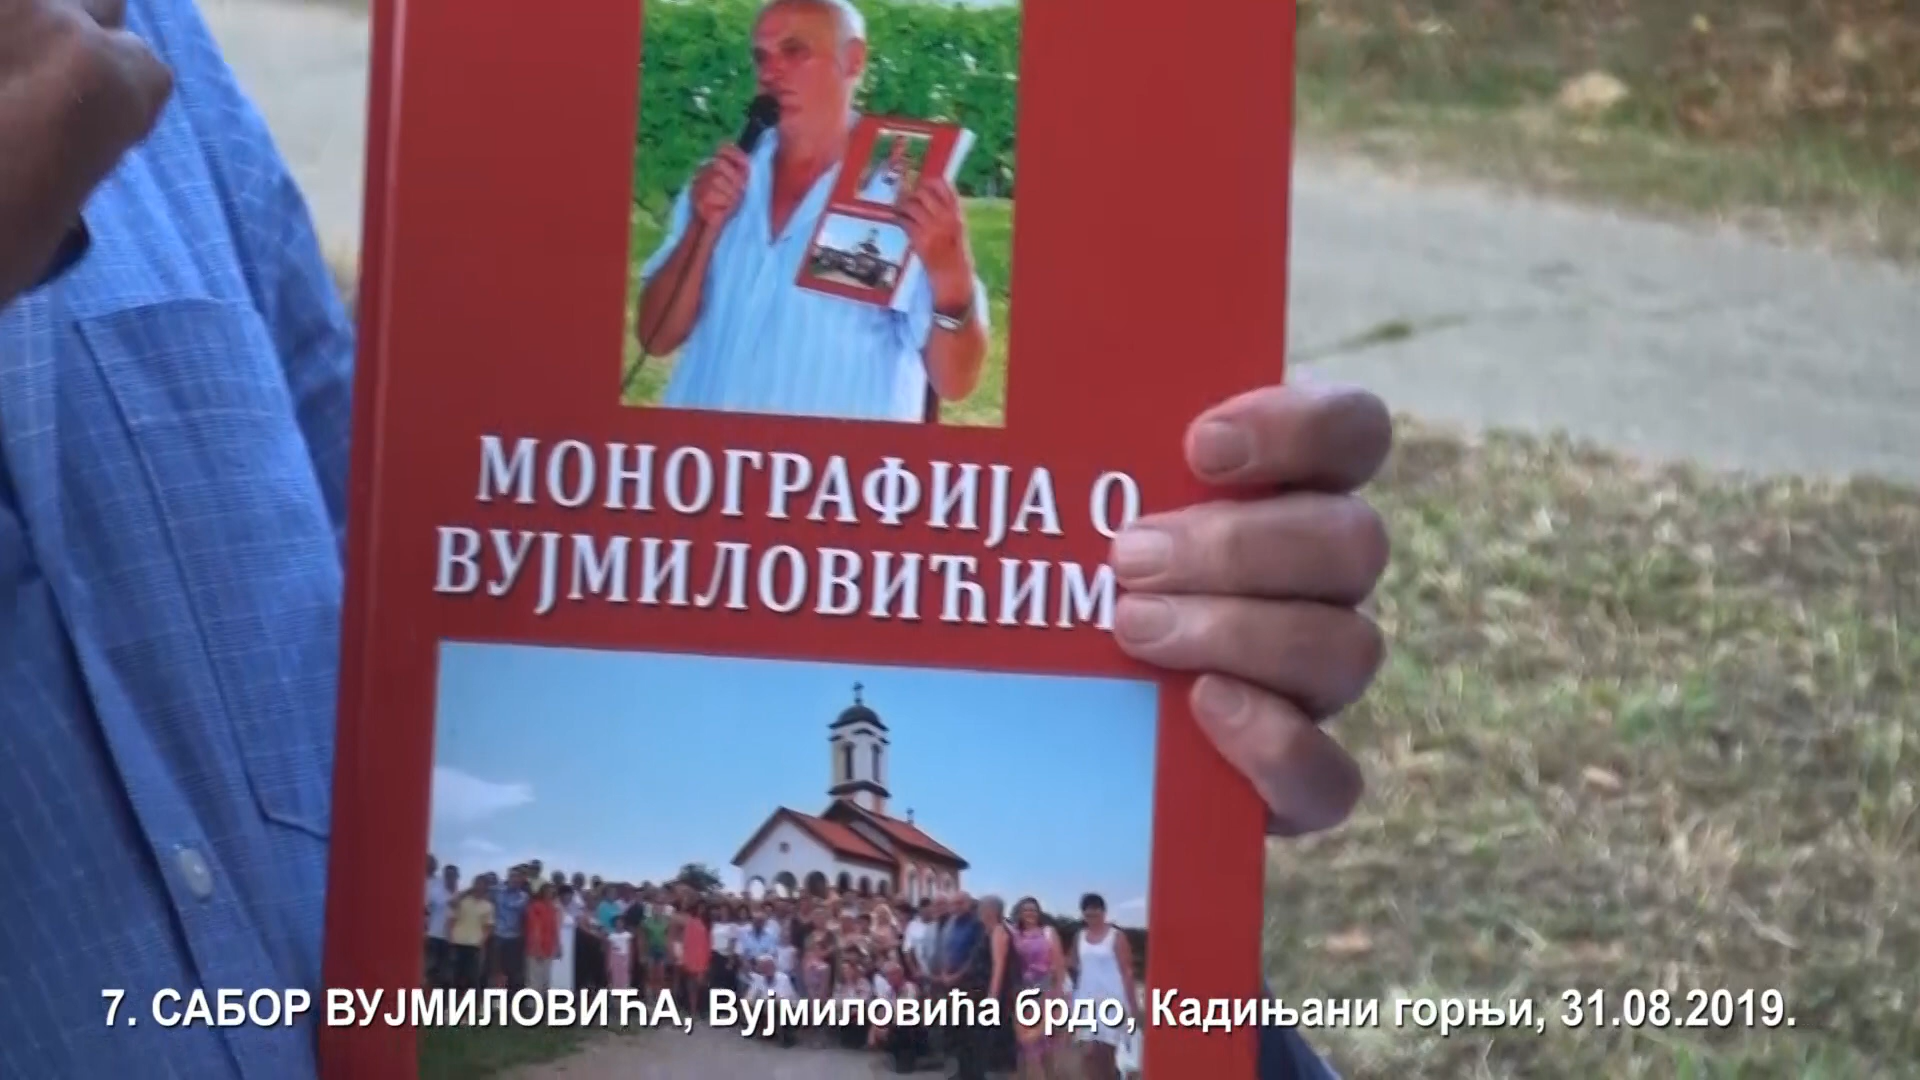 МОНОГРАФИЈА О
ВУЈМИЛОВИЋИМ
7. САБОР ВУЈМИЛОВИЋА, Вујмиловића брдо, Кадињани горњи, 31.08.2019.